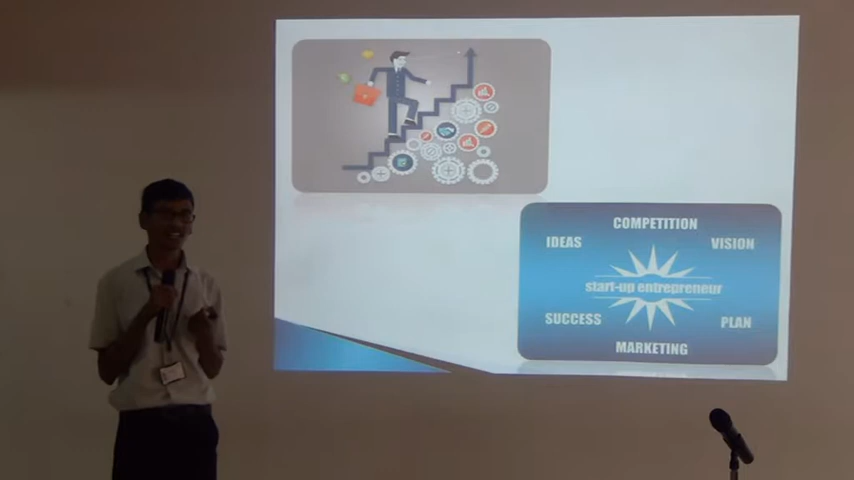 COMPETITION
IDEAS
VISION
start-up entrepreneur
SUCCESS
PLAN
MARKETING